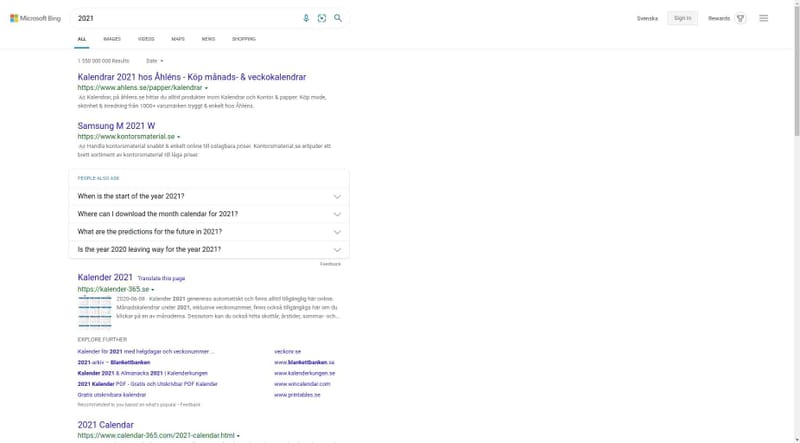 Microsoft Bing
2021
Svenska
Sign in
Rewards
ALL IMAGES VIDEOS MAPS NEWS SHOPPING
1 550 000 000 Results Date
Kalendrar 2021 hos Åhléns - Köp månads- & veckokalendrar
https://www.ahlens.se/papper/kalendrar
Ad Kalendrar, på åhlens.se hittar du alltid produkter inom Kalendrar och Kontor & papper. Köp mode,
skönhet & inredning från 1000+ varumärken tryggt & enkelt hos Åhléns.
Samsung M 2021 W
https://www.kontorsmaterial.se
Ad Handla kontorsmaterial snabbt & enkelt online till oslagbara priser. Kontorsmaterial.se erbjuder ett
brett sortiment av kontorsmaterial till låga priser
PEOPLE ALSO ASK
When is the start of the year 2021?
Where can I download the month calendar for 2021?
What are the predictions for the future in 2021?
Is the year 2020 leaving way for the year 2021?
Feedback
Kalender 2021 Translate this page
https://kalender-365.se
2020-06-08 · Kalender 2021 genereras automatiskt och finns alltid tillgänglig här online.
Månadskalendrar under 2021, inklusive veckonummer, finns också tillgängliga här om du
klickar på en av månaderna. Dessutom kan du också hitta skottår, årstider, sommar- och...
EXPLORE FURTHER
Kalender för 2021 med helgdagar och veckonummer ... veckonr.se
2021-arkiv – Blankettbanken www.blankettbanken.se
Kalender 2021 & Almanacka 2021 | Kalenderkungen www.kalenderkungen.se
2021 Kalender PDF - Gratis och Utskrivbar PDF Kalender www.wincalendar.com
Gratis utskrivbara kalendrar www.printables.se
Recommended to you based on what's popular • Feedback
2021 Calendar
https://www.calendar-365.com/2021-calendar.html